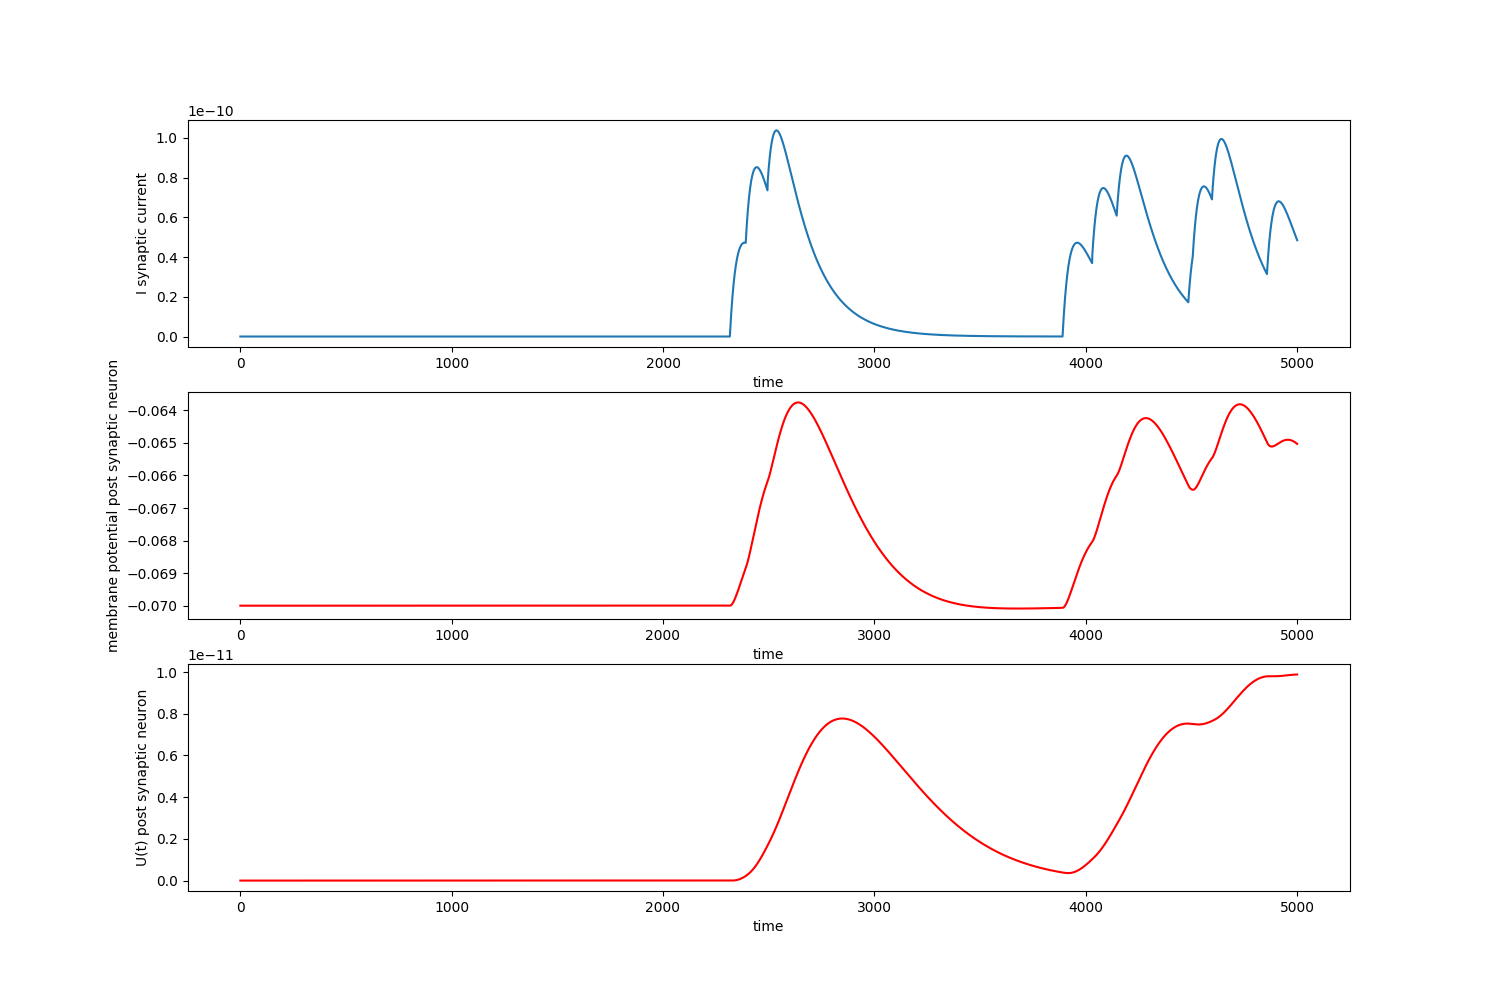 1e−10
I synaptic current
1.0
0.8
0.6
0.4
0.2
0.0
0 1000 2000 3000 4000 5000
time
membrane potential post synaptic neuron
−0.064
−0.065
−0.066
−0.067
−0.068
−0.069
−0.070
0 1000 2000 3000 4000 5000
time
1e−11
U(t) post synaptic neuron
1.0
0.8
0.6
0.4
0.2
0.0
0 1000 2000 3000 4000 5000
time